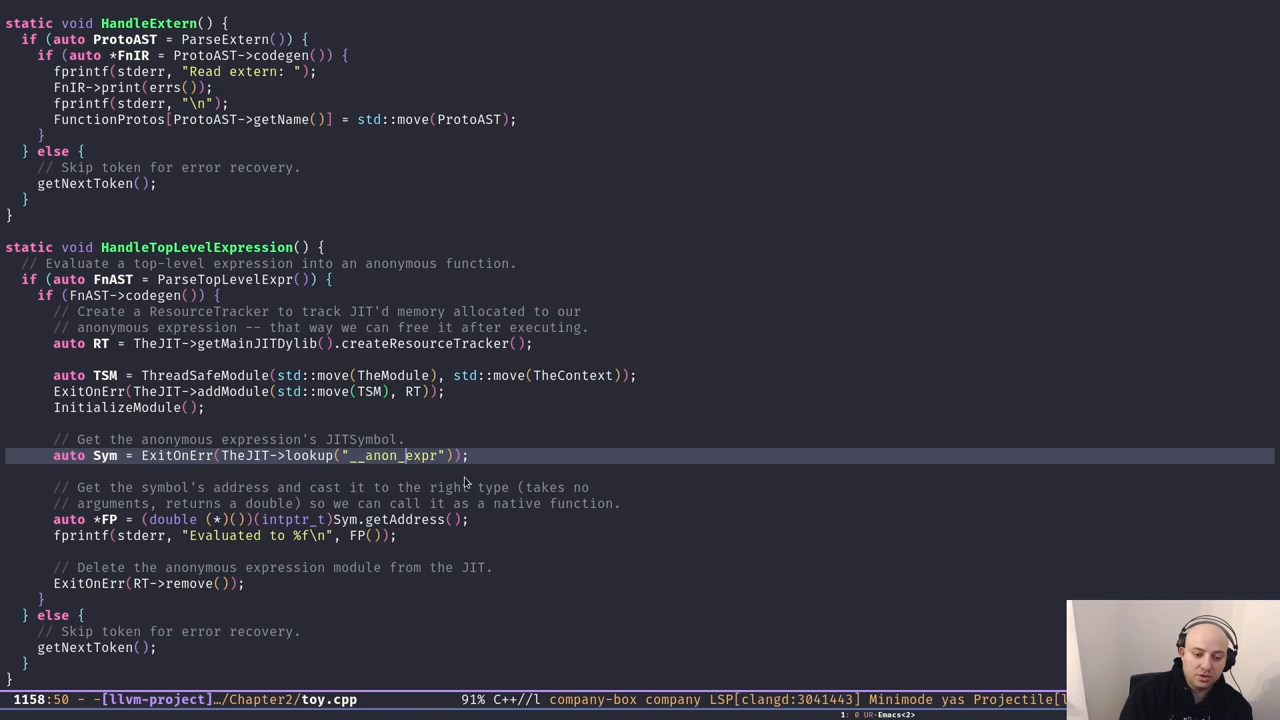 static void HandleExtern() {
  if (auto ProtoAST = ParseExtern()) {
    if (auto *FnIR = ProtoAST->codegen()) {
      fprintf(stderr, "Read extern: ");
      FnIR->print(errs());
      fprintf(stderr, "\n");
      FunctionProtos[ProtoAST->getName()] = std::move(ProtoAST);
    }
  } else {
    // Skip token for error recovery.
    getNextToken();
  }
}

static void HandleTopLevelExpression() {
  // Evaluate a top-level expression into an anonymous function.
  if (auto FnAST = ParseTopLevelExpr()) {
    if (FnAST->codegen()) {
      // Create a ResourceTracker to track JIT'd memory allocated to our
      // anonymous expression -- that way we can free it after executing.
      auto RT = TheJIT->getMainJITDylib().createResourceTracker();

      auto TSM = ThreadSafeModule(std::move(TheModule), std::move(TheContext));
      ExitOnErr(TheJIT->addModule(std::move(TSM), RT));
      InitializeModule();

      // Get the anonymous expression's JITSymbol.
      auto Sym = ExitOnErr(TheJIT->lookup("__anon_expr"));

      // Get the symbol's address and cast it to the right type (takes no
      // arguments, returns a double) so we can call it as a native function.
      auto *FP = (double (*)())(intptr_t)Sym.getAddress();
      fprintf(stderr, "Evaluated to %f\n", FP());

      // Delete the anonymous expression module from the JIT.
      ExitOnErr(RT->remove());
    }
  } else {
    // Skip token for error recovery.
    getNextToken();
  }
}
1158:50 - -[llvm-project]…/Chapter2/toy.cpp 91% C++//l company-box company LSP[clangd:3041443] Minimode yas Projectile[l
1: 0 UR-Emacs<2>